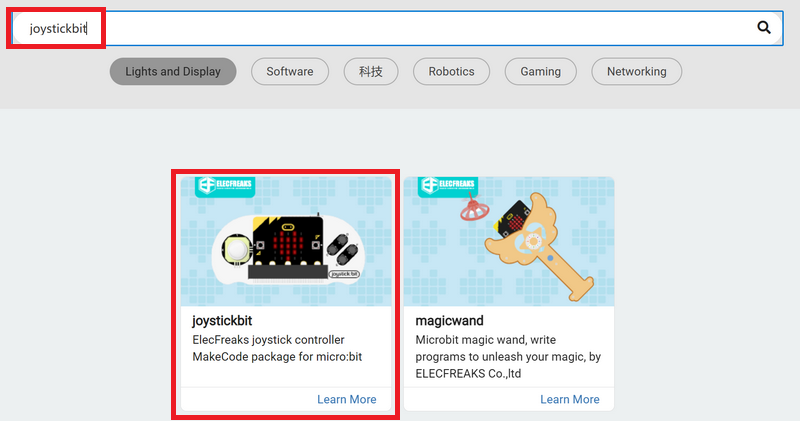 joystickbit
Lights and Display
Software
科技
Robotics
Gaming
Networking
EF ELECFREAKS
EF ELECFREAKS
joystick:bit
joystickbit
ElecFreaks joystick controller
MakeCode package for micro:bit
Learn More
magicwand
Microbit magic wand, write
programs to unleash your magic, by
ELECFREAKS Co.,ltd
Learn More